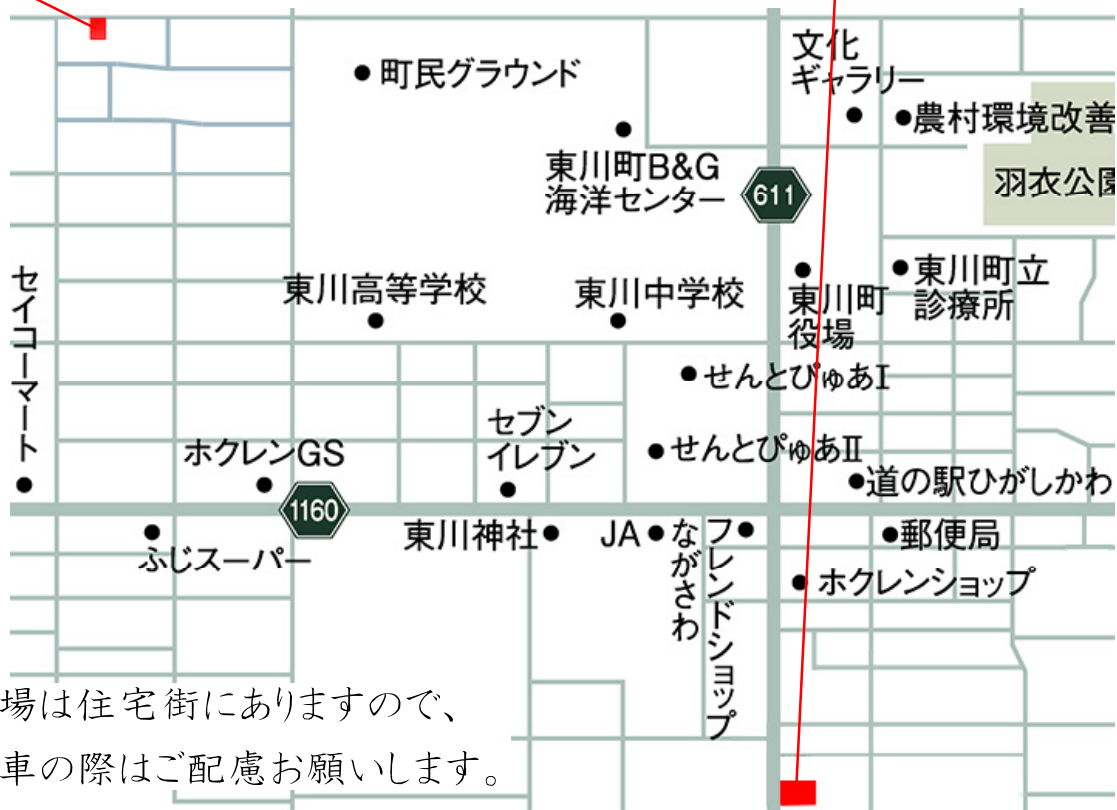 文化
ギャラリー
町民グラウンド
農村環境改善
東川町B&G
海洋センター
611
羽衣公園
東川町立
診療所
セイコーマート
東川高等学校
東川中学校
東川町
役場
せんとぴゅあI
セブン
イレブン
せんとぴゅあII
ホクレンGS
道の駅ひがしかわ
1160
東川神社
JA
フレンドショップ
ながさわ
郵便局
ふじスーパー
ホクレンショップ
場は住宅街にありますので、
車の際はご配慮お願いします。